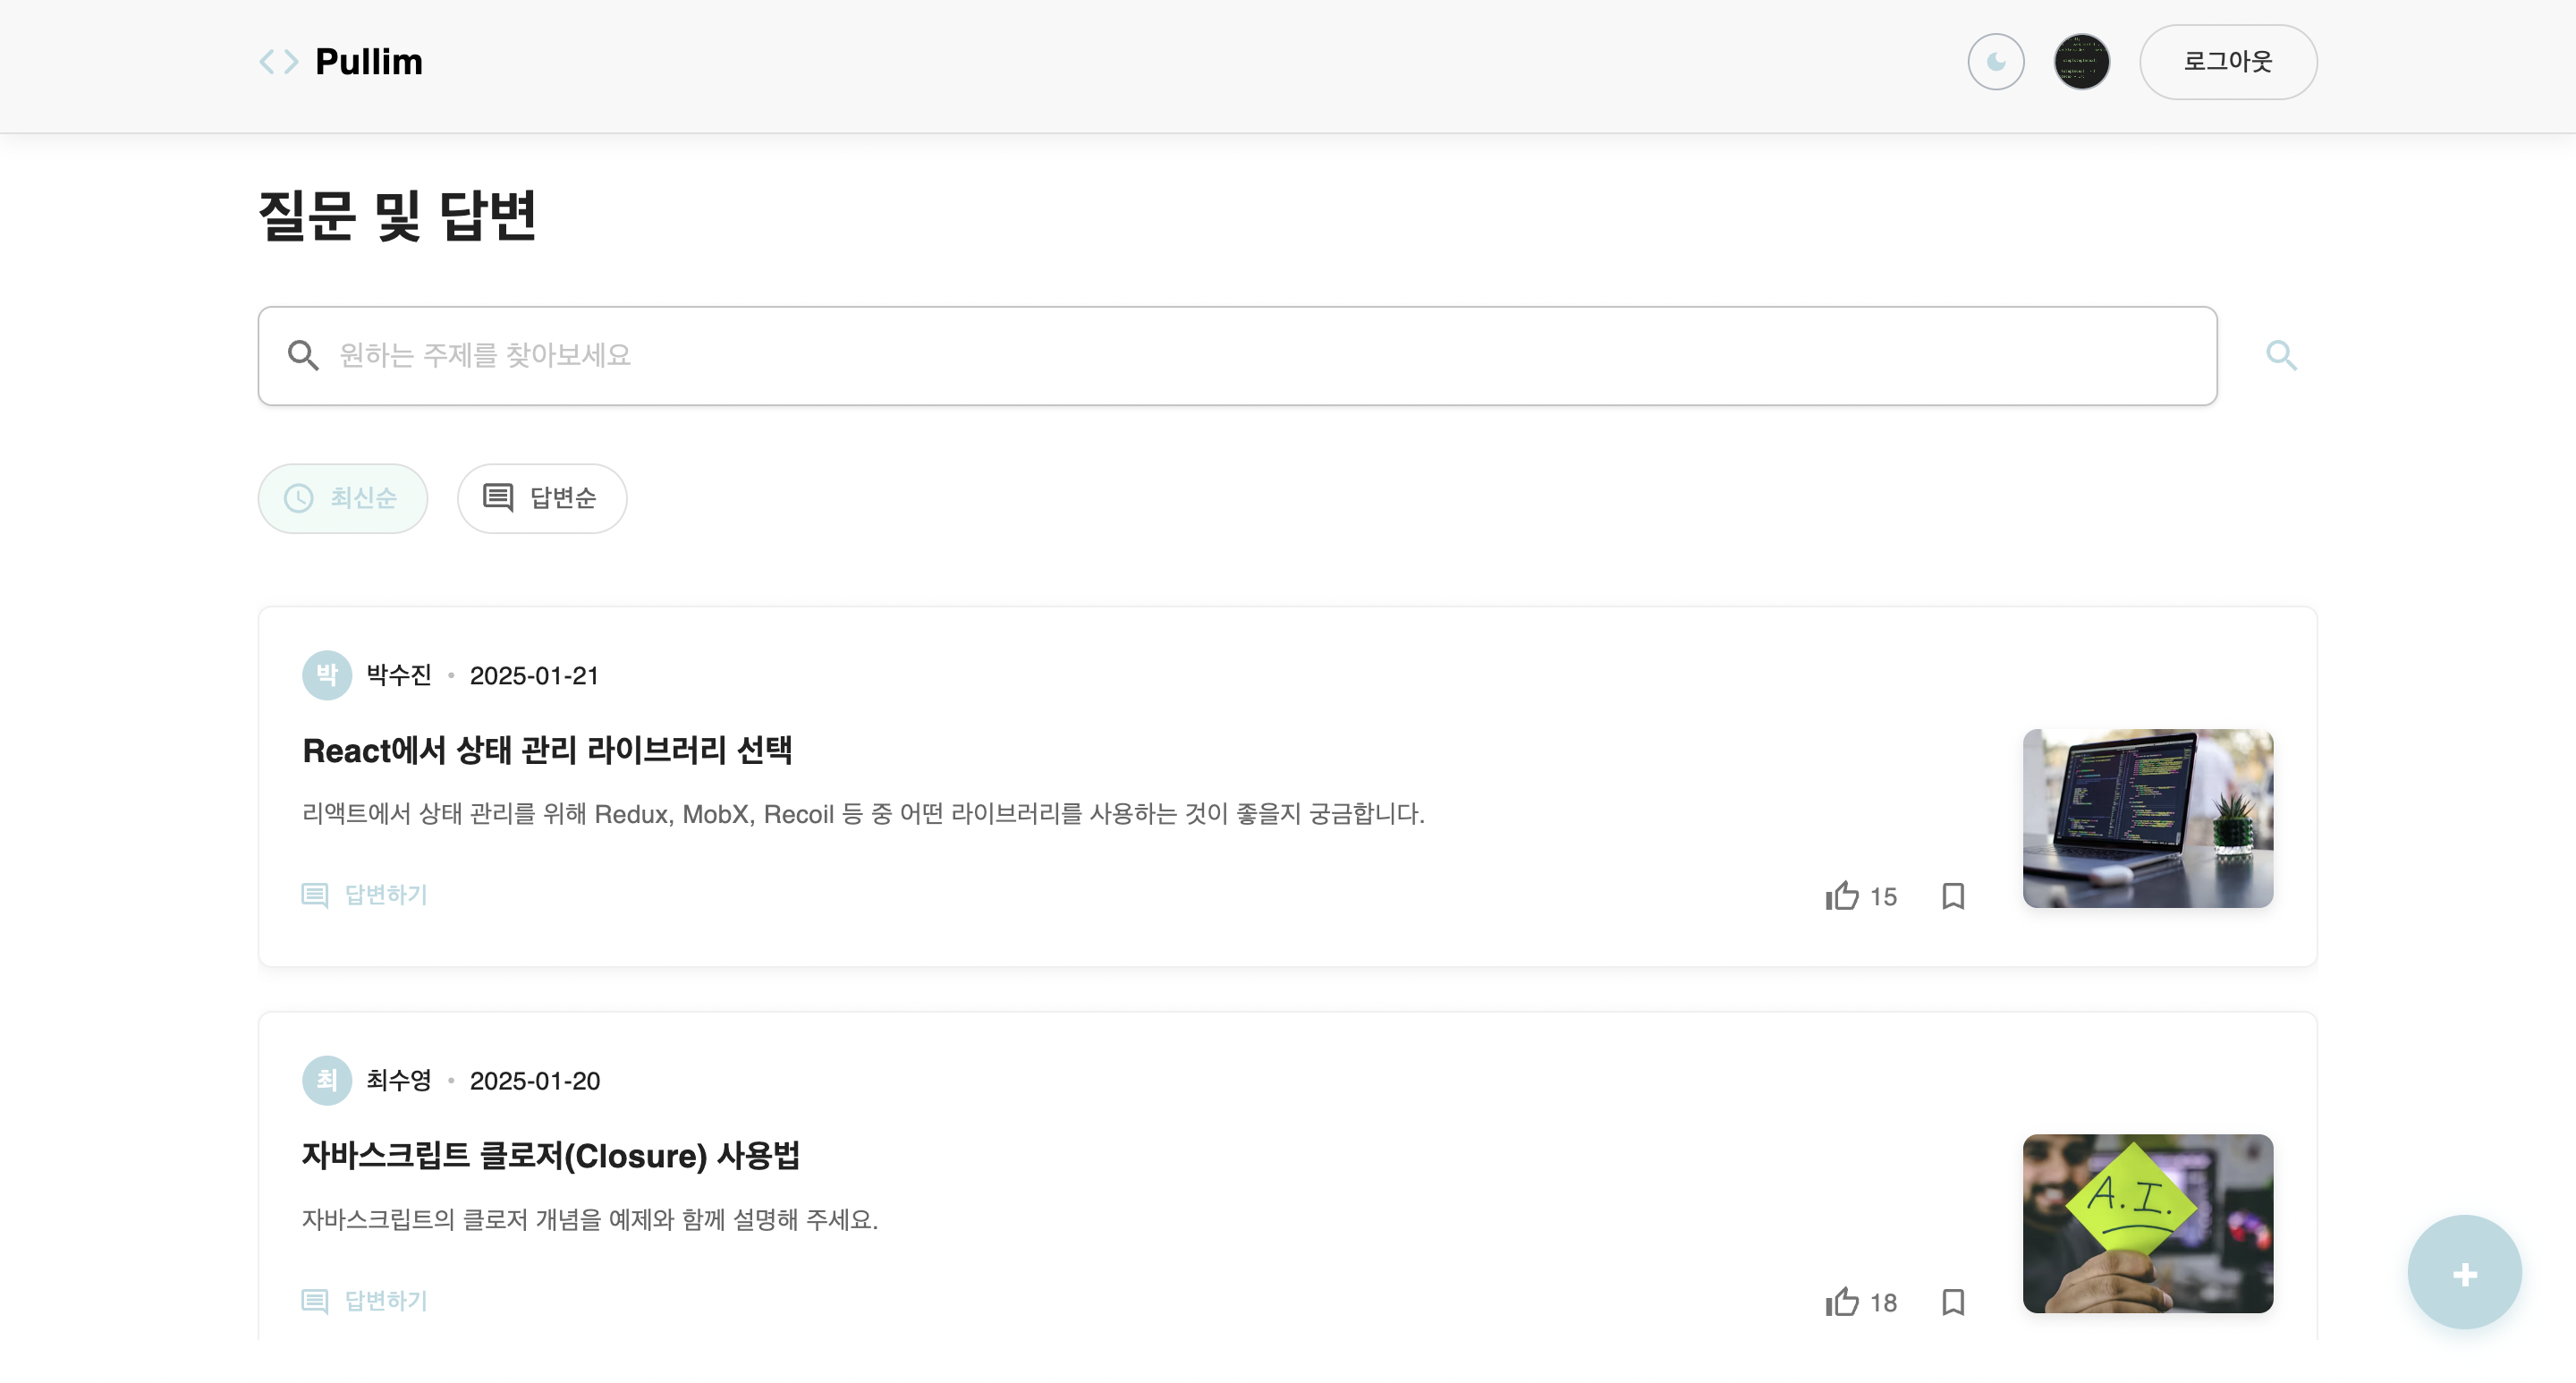 Pullim
로그아웃
질문 및 답변
원하는 주제를 찾아보세요
최신순
답변순
박 박수진 • 2025-01-21
React에서 상태 관리 라이브러리 선택
리액트에서 상태 관리를 위해 Redux, MobX, Recoil 등 중 어떤 라이브러리를 사용하는 것이 좋을지 궁금합니다.
답변하기
15
최 최수영 • 2025-01-20
자바스크립트 클로저(Closure) 사용법
자바스크립트의 클로저 개념을 예제와 함께 설명해 주세요.
A.I.
답변하기
18
+